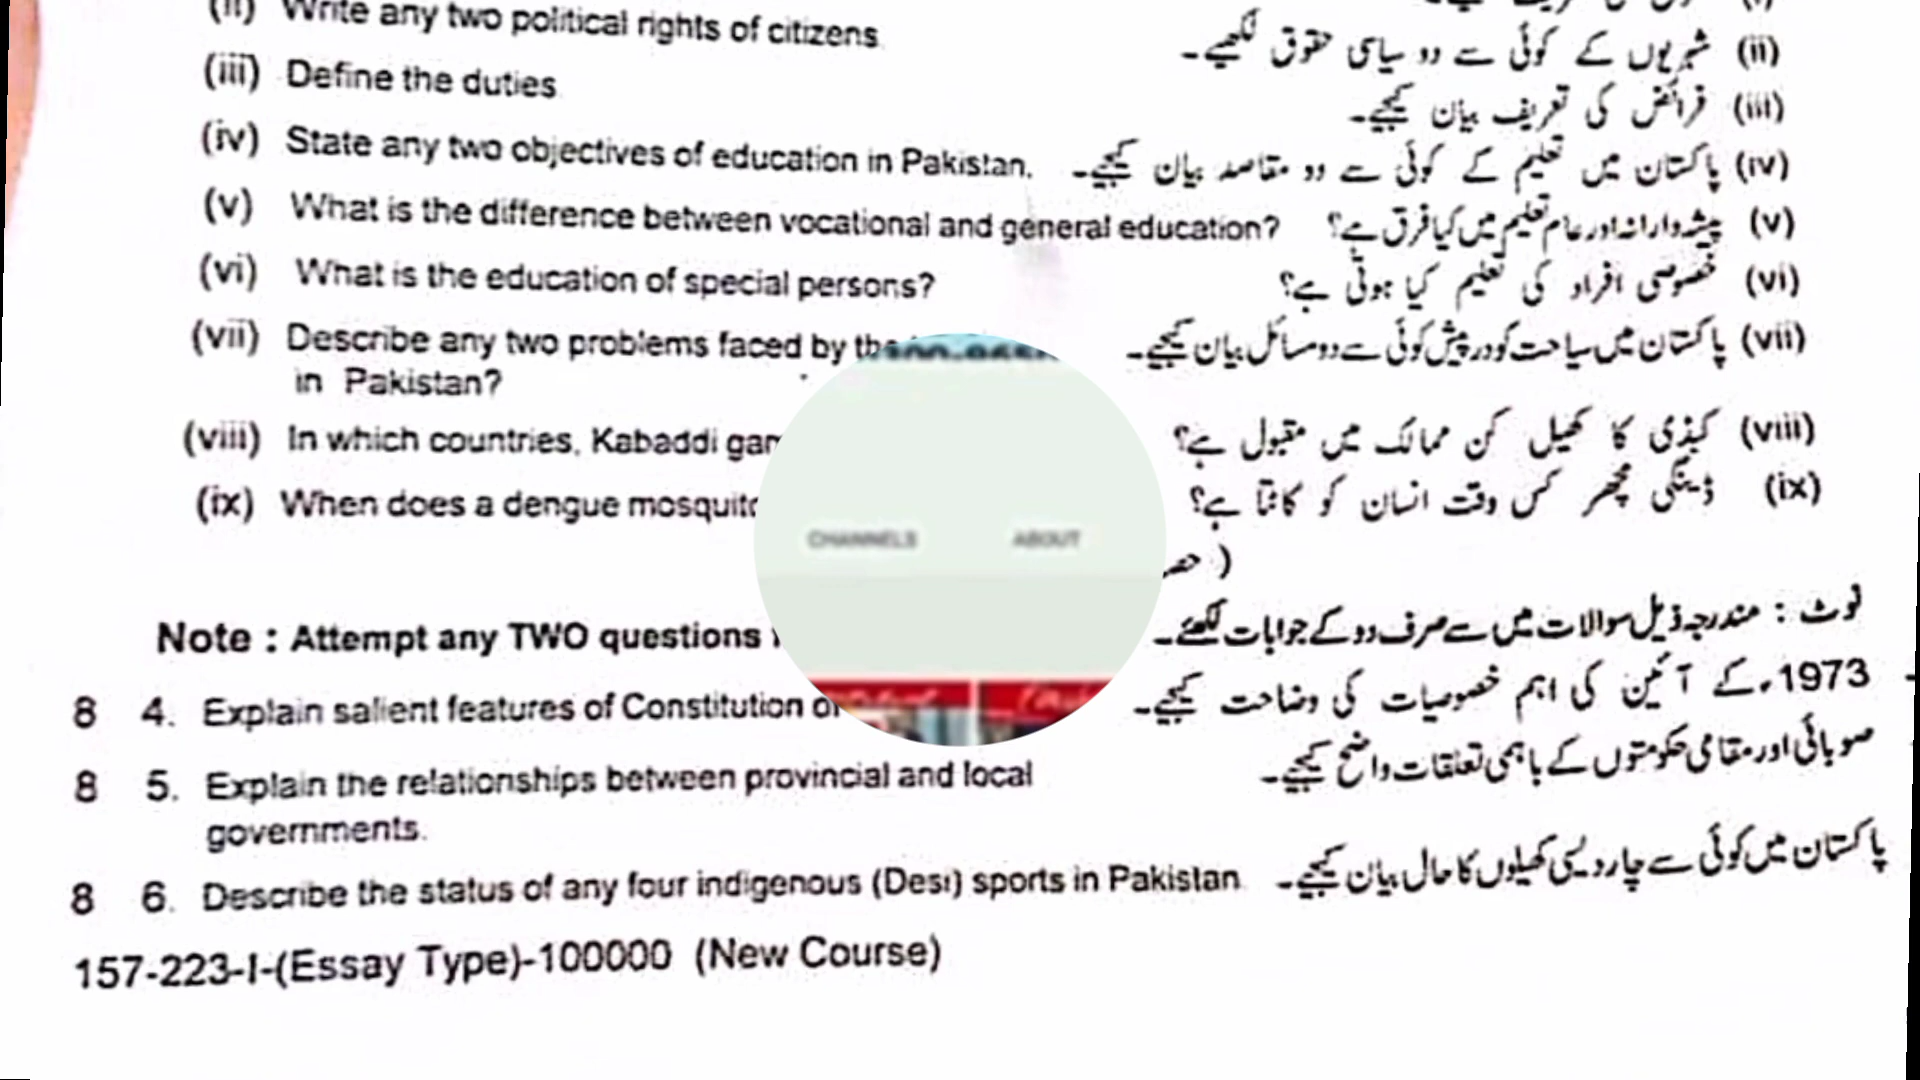 (ii) Write any two political rights of citizens
(ii) شہریوں کے کوئی سے دو سیاسی حقوق لکھیے۔
(iii) Define the duties
(iii) فرائض کی تعریف بیان کیجیے۔
(iv) State any two objectives of education in Pakistan.
(iv) پاکستان میں تعلیم کے کوئی سے دو مقاصد بیان کیجیے۔
(v) What is the difference between vocational and general education?
(v) پیشہ وارانہ اور عام تعلیم میں کیا فرق ہے؟
(vi) What is the education of special persons?
(vi) خصوصی افراد کی تعلیم کیا ہوتی ہے؟
(vii) Describe any two problems faced by the
in Pakistan?
(vii) پاکستان میں سیاحت کو درپیش کوئی سے دو مسائل بیان کیجیے۔
(viii) In which countries, Kabaddi gam
(viii) کبڈی کا کھیل کن ممالک میں مقبول ہے؟
(ix) When does a dengue mosquito
(ix) ڈینگی مچھر کس وقت انسان کو کاٹتا ہے؟
CHANNELS ABOUT
( حصہ
Note : Attempt any TWO questions
نوٹ : مندرجہ ذیل سوالات میں سے صرف دو کے جوابات لکھئے۔
8 4. Explain salient features of Constitution of
1973ء کے آئین کی اہم خصوصیات کی وضاحت کیجیے۔
8 5. Explain the relationships between provincial and local
governments.
صوبائی اور مقامی حکومتوں کے باہمی تعلقات واضح کیجیے۔
8 6. Describe the status of any four indigenous (Desi) sports in Pakistan
پاکستان میں کوئی سے چار دیسی کھیلوں کا حال بیان کیجیے۔
157-223-I-(Essay Type)-100000 (New Course)